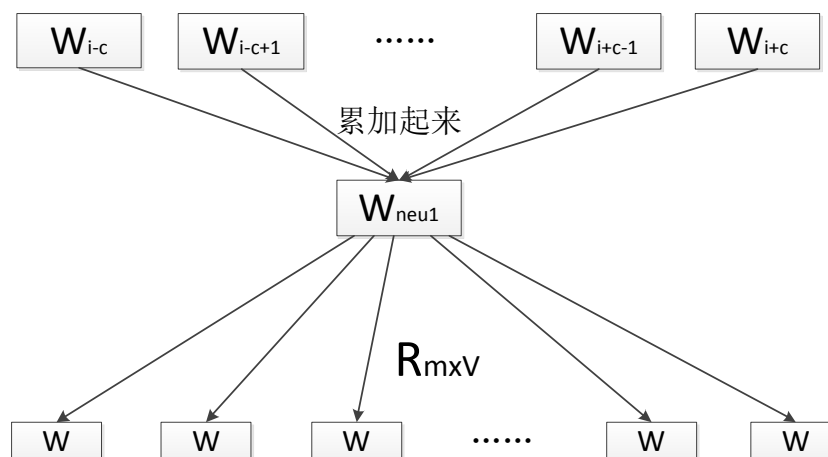 Wi-c Wi-c+1 …… Wi+c-1 Wi+c
累加起来
Wneu1
RmxV
W W W …… W W